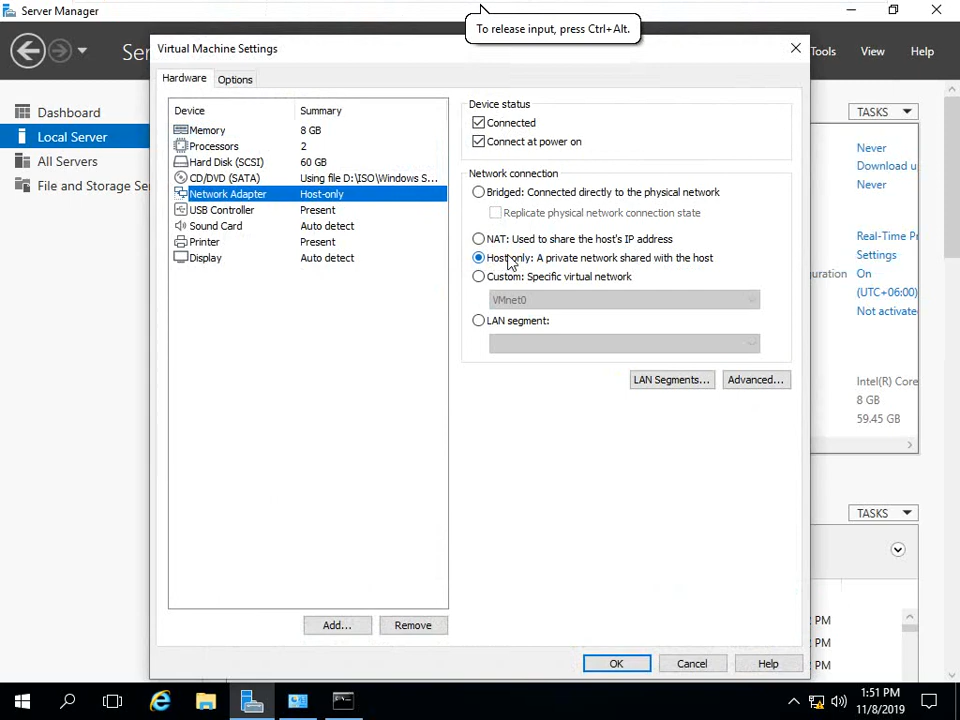 Server Manager
To release input, press Ctrl+Alt.
Ser
Tools
View
Help
Virtual Machine Settings
Hardware
Options
Dashboard
Local Server
All Servers
File and Storage Se
Device
Summary
Memory
8 GB
Processors
2
Hard Disk (SCSI)
60 GB
CD/DVD (SATA)
Using file D:\ISO\Windows S...
Network Adapter
Host-only
USB Controller
Present
Sound Card
Auto detect
Printer
Present
Display
Auto detect
Add...
Remove
Device status
Connected
Connect at power on
Network connection
Bridged: Connected directly to the physical network
Replicate physical network connection state
NAT: Used to share the host's IP address
Host-only: A private network shared with the host
Custom: Specific virtual network
VMnet0
LAN segment:
LAN Segments...
Advanced...
OK
Cancel
Help
TASKS
Never
Download u
Never
Real-Time Pr
Settings
uration
On
(UTC+06:00)
Not activate
Intel(R) Core
8 GB
59.45 GB
TASKS
PM
PM
PM
1:51 PM
11/8/2019